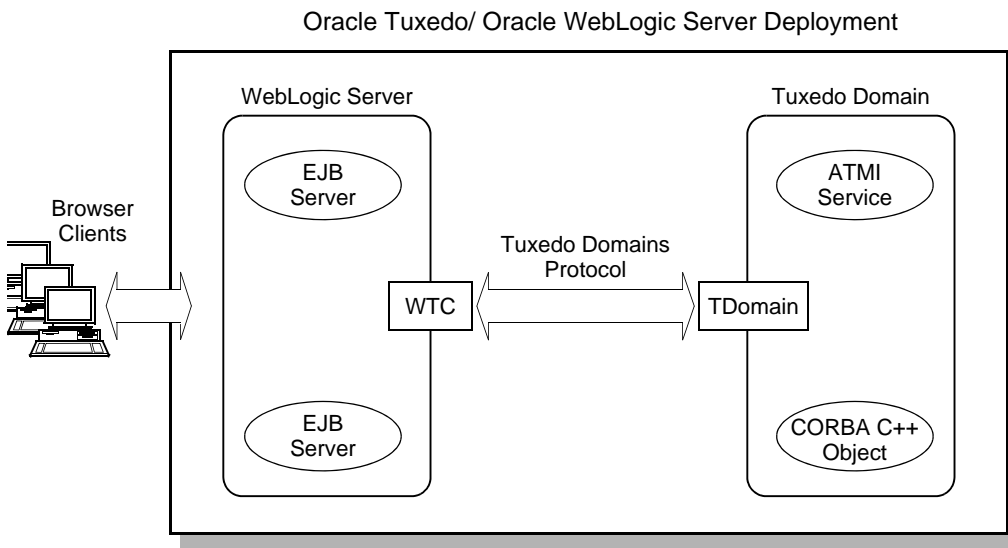 Oracle Tuxedo/ Oracle WebLogic Server Deployment
WebLogic Server
Tuxedo Domain
EJB
Server
ATMI
Service
Browser
Clients
Tuxedo Domains
Protocol
WTC
TDomain
EJB
Server
CORBA C++
Object